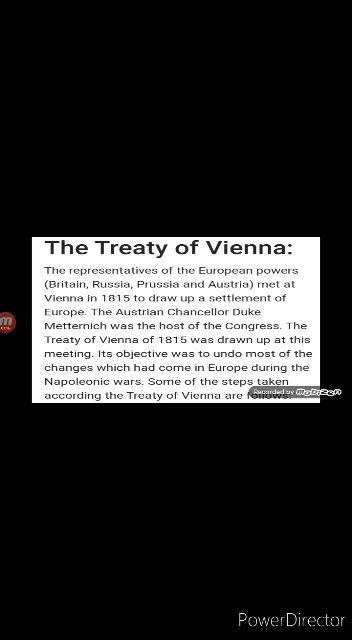 The Treaty of Vienna:
The representatives of the European powers
(Britain, Russia, Prussia and Austria) met at
Vienna in 1815 to draw up a settlement of
Europe. The Austrian Chancellor Duke
Metternich was the host of the Congress. The
Treaty of Vienna of 1815 was drawn up at this
meeting. Its objective was to undo most of the
changes which had come in Europe during the
Napoleonic wars. Some of the steps taken
according the Treaty of Vienna are follows:
Recorded by MOBIZEN
PowerDirector